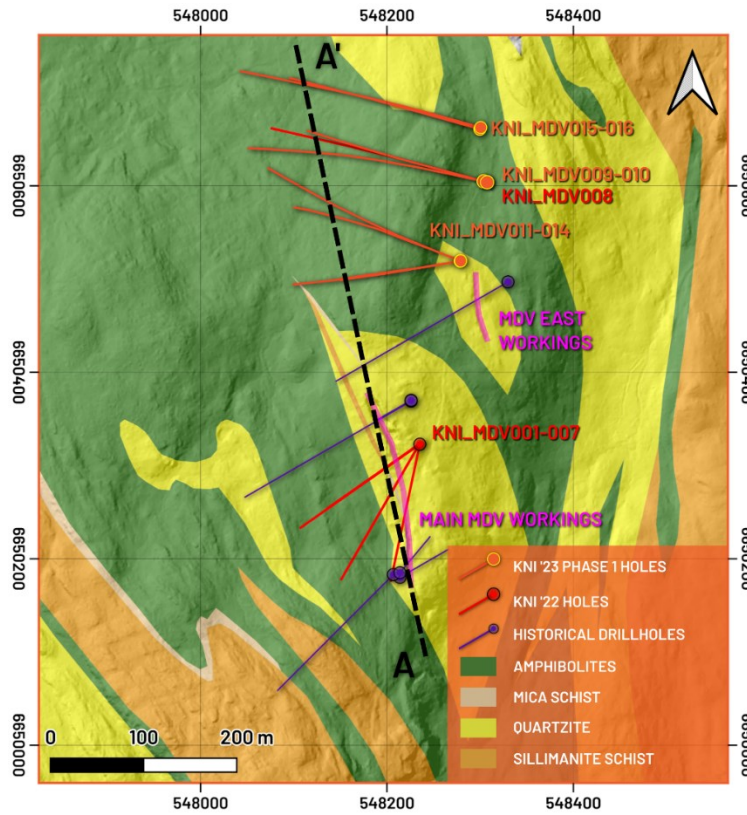 548000
548200
548400
A'
KNI_MDV015-016
KNI_MDV009-010
KNI_MDV008
6650600
KNI_MDV011-014
MDV EAST
WORKINGS
6650400
KNI_MDV001-007
MAIN MDV WORKINGS
6650200
A
KNI '23 PHASE 1 HOLES
KNI '22 HOLES
HISTORICAL DRILLHOLES
AMPHIBOLITES
MICA SCHIST
QUARTZITE
SILLIMANITE SCHIST
6650000
0 100 200 m
548000
548200
548400